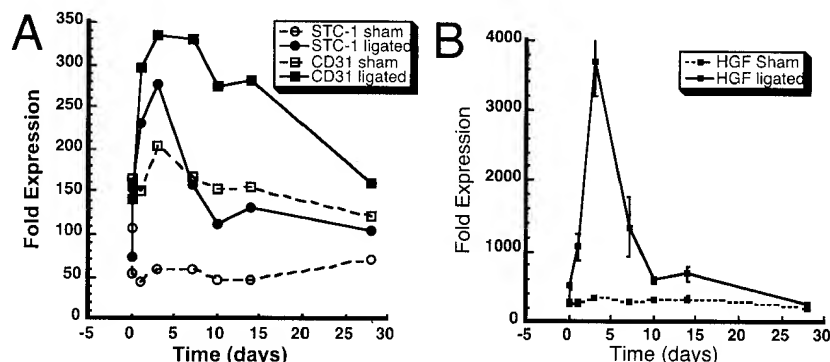 A
STC-1 sham
STC-1 ligated
CD31 sham
CD31 ligated
Fold Expression
350
300
250
200
150
100
50
0
-5 0 5 10 15 20 25 30
Time (days)
B
HGF Sham
HGF ligated
Fold Expression
4000
3000
2000
1000
0
-5 0 5 10 15 20 25 30
Time (days)